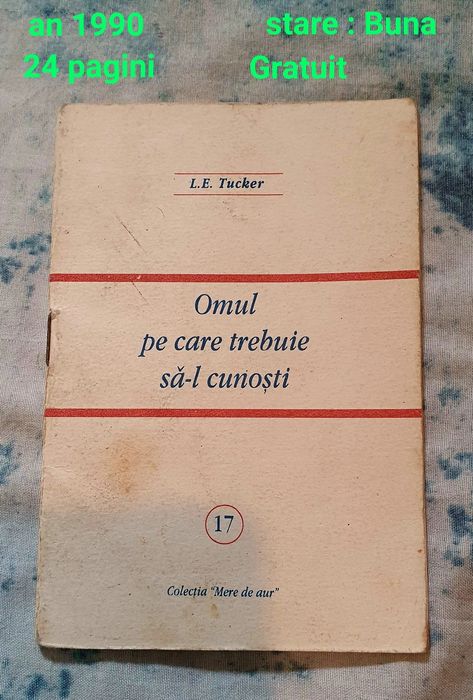 an 1990 stare : Buna
24 pagini Gratuit
L.E. Tucker
Omul
pe care trebuie
să-l cunoști
17
Colecția "Mere de aur"